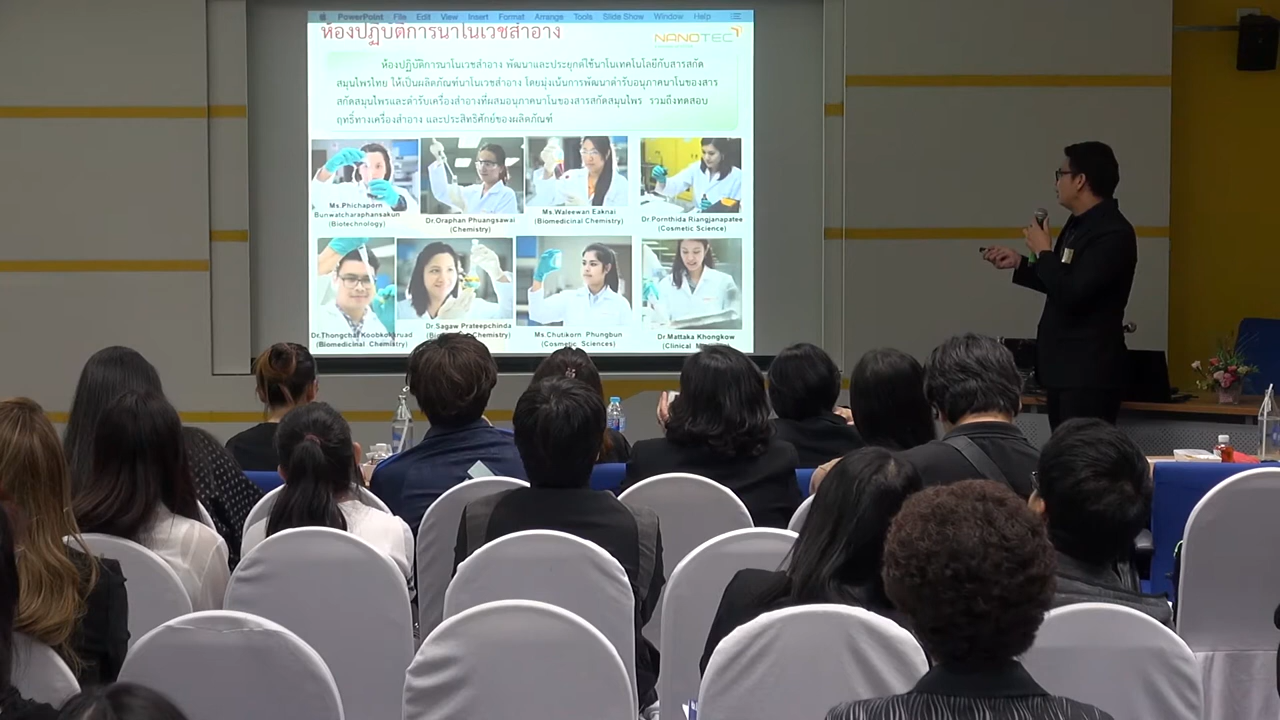 PowerPoint File Edit View Insert Format Arrange Tools Slide Show Window Help
ห้องปฏิบัติการนาโนเวชสำอาง
NANOTEC
ห้องปฏิบัติการนาโนเวชสำอาง พัฒนาและประยุกต์ใช้นาโนเทคโนโลยีกับสารสกัด
สมุนไพรไทย ให้เป็นผลิตภัณฑ์นาโนเวชสำอาง โดยมุ่งเน้นการพัฒนาตำรับอนุภาคนาโนของสาร
สกัดสมุนไพรและตำรับเครื่องสำอางที่ผสมอนุภาคนาโนของสารสกัดสมุนไพร รวมถึงทดสอบ
ฤทธิ์ทางเครื่องสำอาง และประสิทธิศักย์ของผลิตภัณฑ์
Ms.Phichaporn
Bunwatcharaphansakun
(Biotechnology)
Dr.Oraphan Phuangsawai
(Chemistry)
Ms.Waleewan Eaknai
(Biomedicinal Chemistry)
Dr.Pornthida Riangjanapatee
(Cosmetic Science)
Dr.Thongchai Koobkokkruad
(Biomedicinal Chemistry)
Dr.Sagaw Prateepchinda
Chemistry)
Ms.Chutikorn Phungbun
(Cosmetic Sciences)
Dr.Mattaka Khongkow
(Clinical